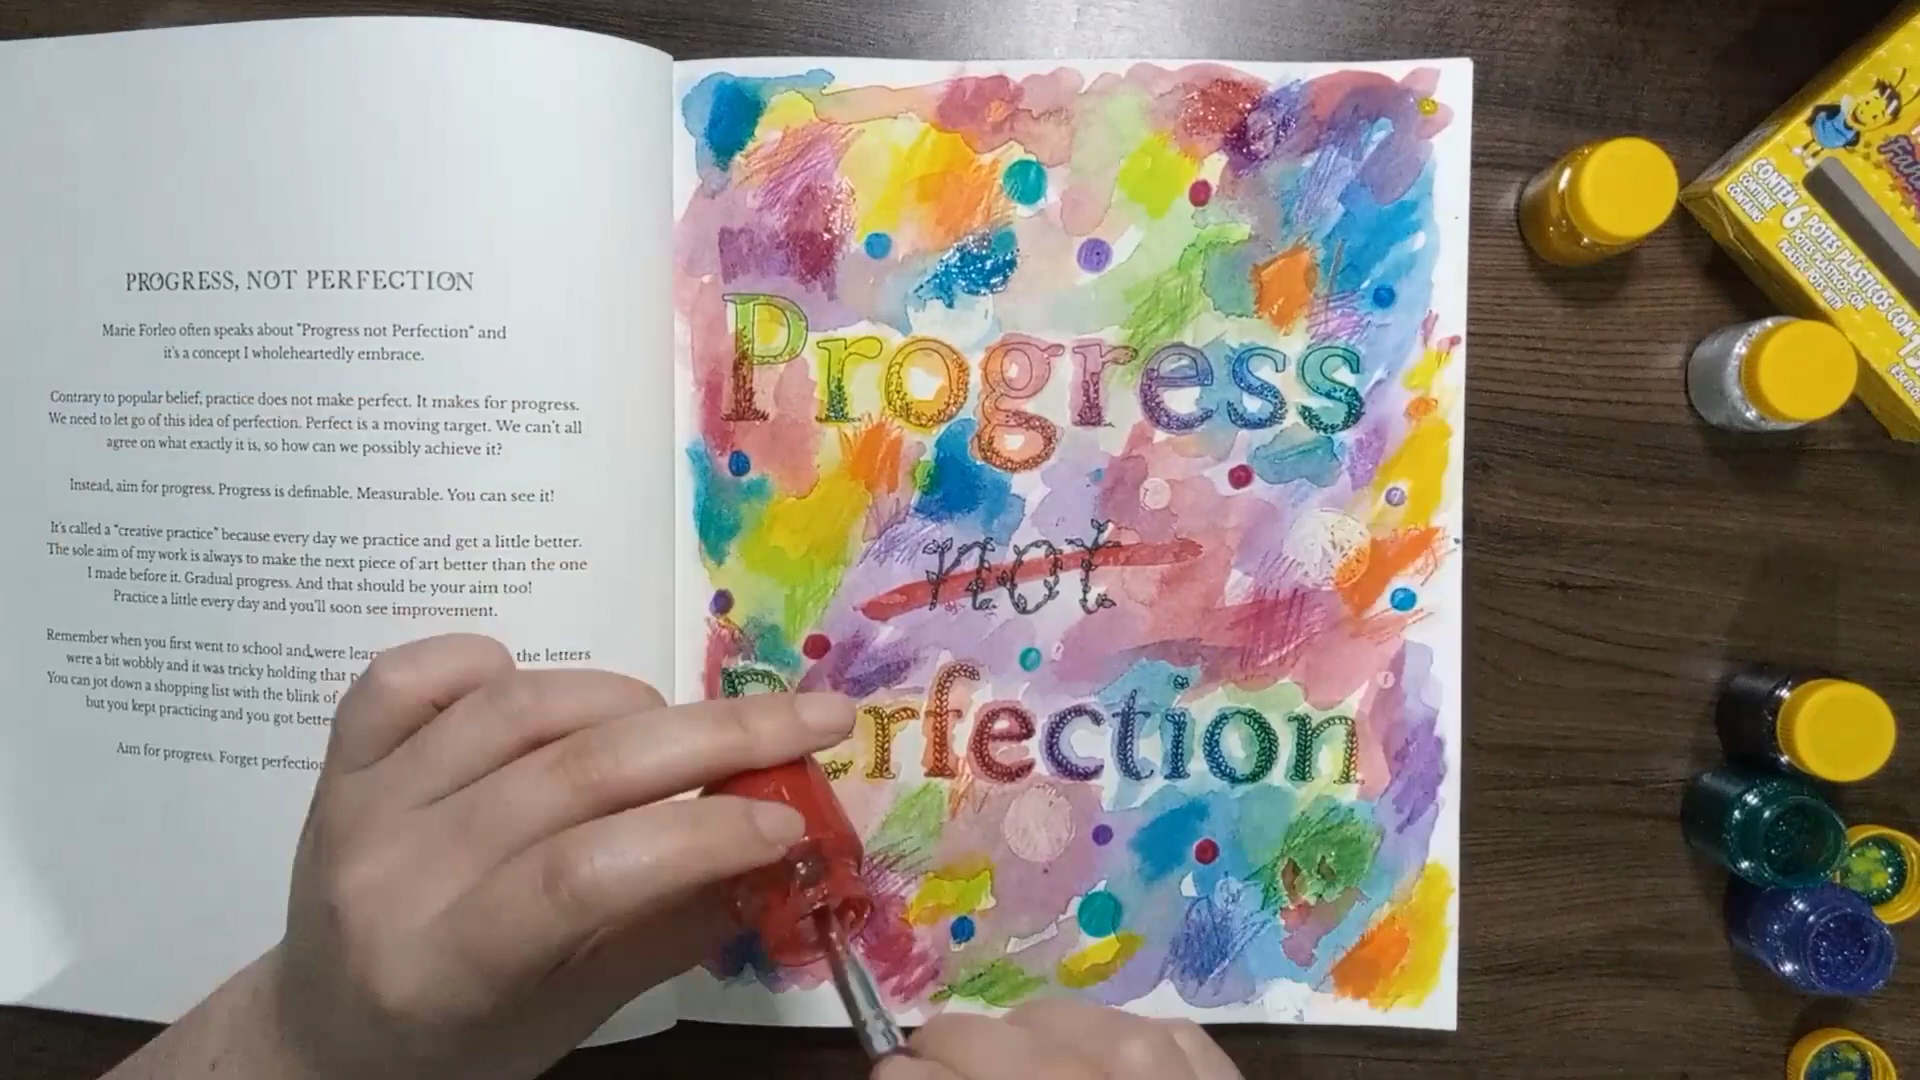 PROGRESS, NOT PERFECTION
Marie Forleo often speaks about "Progress not Perfection" and
it's a concept I wholeheartedly embrace.
Contrary to popular belief, practice does not make perfect. It makes for progress.
We need to let go of this idea of perfection. Perfect is a moving target. We can't all
agree on what exactly it is, so how can we possibly achieve it?
Instead, aim for progress. Progress is definable. Measurable. You can see it!
It's called a "creative practice" because every day we practice and get a little better.
The sole aim of my work is always to make the next piece of art better than the one
I made before it. Gradual progress. And that should be your aim too!
Practice a little every day and you'll soon see improvement.
Remember when you first went to school and were the letters
were a bit wobbly and it was tricky holding that
You can jot down a shopping list with the blink of
but you kept practicing and you got better
Aim for progress. Forget perfection
Progress
not
Perfection
CONTÉM 6 POTES PLÁSTICOS COM
CONTIENE POTES PLÁSTICOS CON
CONTAINS PLASTIC POTS WITH